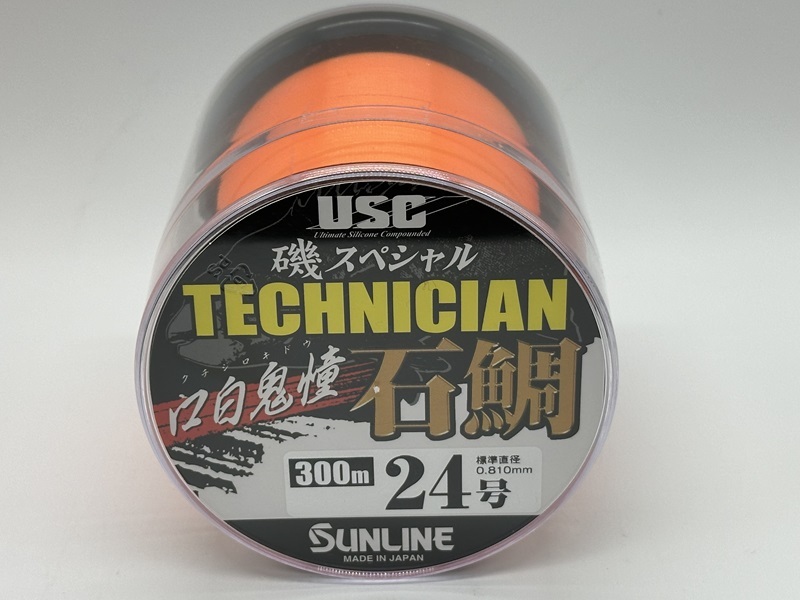 USC
Ultimate Silicone Compounded
磯スペシャル
TECHNICIAN
クチジロキドウ
口白鬼憧
石鯛
300m
24号
標準直径
0.810mm
SUNLINE
MADE IN JAPAN